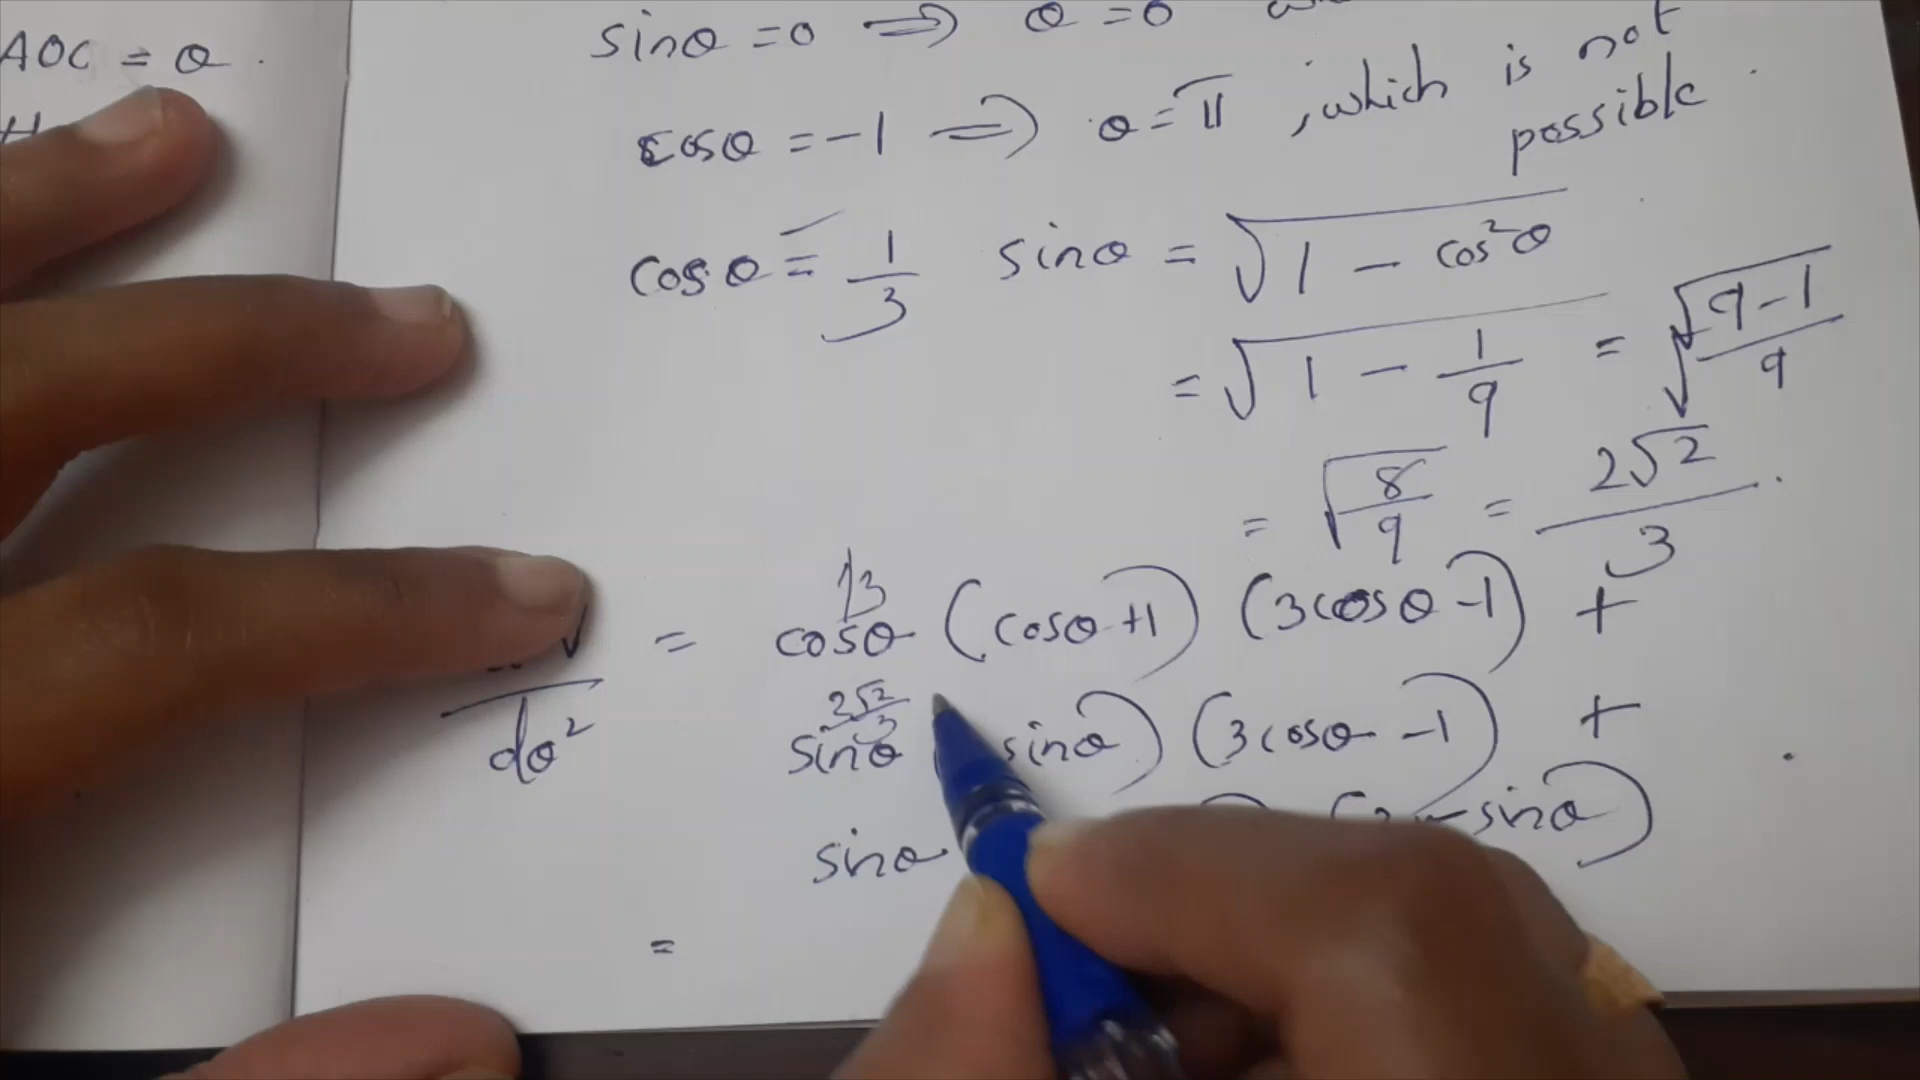 AOC = θ.
sinθ = 0 ⇒ θ = 0
cosθ = -1 ⇒ θ = π, which is not
possible.
cosθ = 1/3 sinθ = √(1 - cos²θ)
= √(1 - 1/9) = √((9-1)/9)
= √(8/9) = 2√2/3.
1/3
/dθ² = cosθ (cosθ+1) (3cosθ-1) +
2√2/3
sinθ sinθ) (3cosθ-1) +
sinθ -sinθ)
=